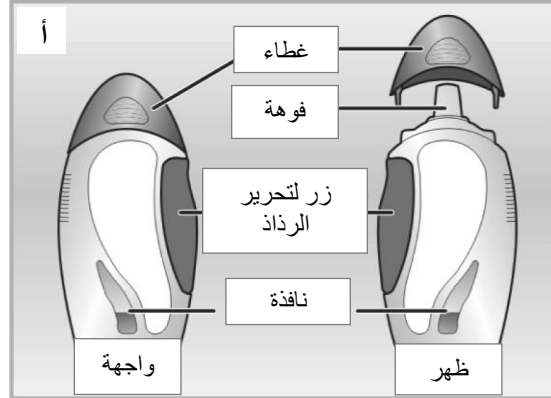 أ
غطاء
فوهة
زر لتحرير
الرذاذ
نافذة
واجهة
ظهر